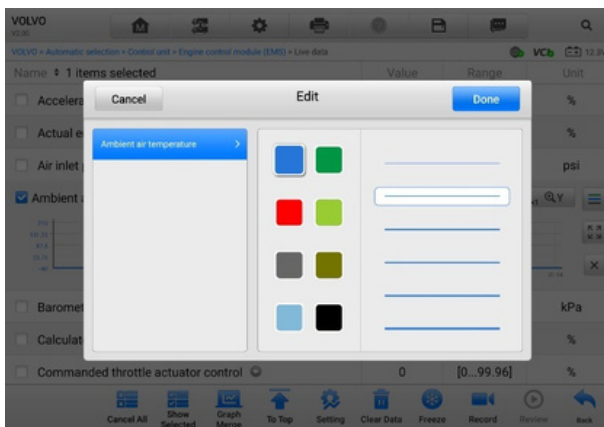 VOLVO
VOLVO > Automatic selection > Control unit > Engine control module (EMS) > Live data
VCI
Name 1 items selected Value Range Unit
Accelera %
Cancel Edit Done
Actual e %
Ambient air temperature >
Air inlet psi
Ambient a
Baromet kPa
Calculat %
Commanded throttle actuator control 0 [0...99.96] %
Cancel All
Show Selected
Graph Merge
To Top
Setting
Clear Data
Freeze
Record
Review
Back